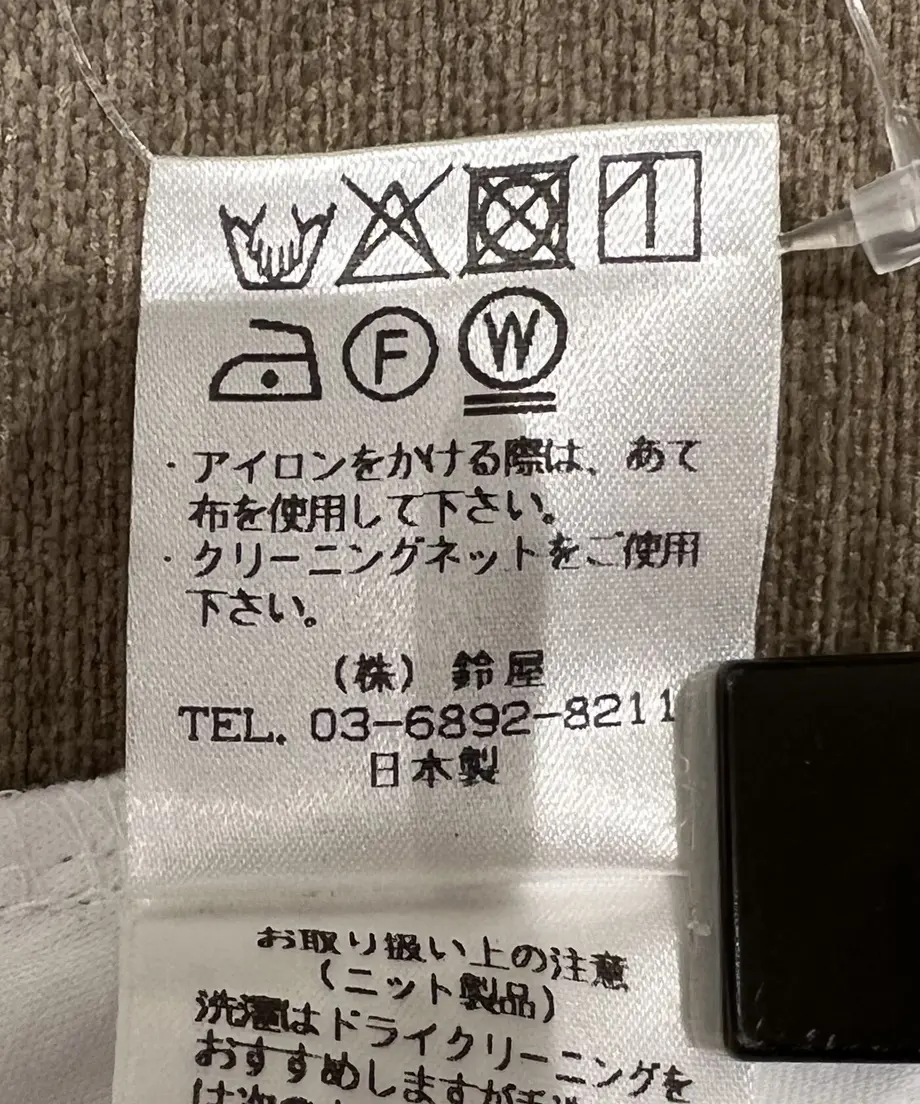 F W
・アイロンをかける際は、あて
布を使用して下さい。
・クリーニングネットをご使用
下さい。
(株) 鈴屋
TEL. 03-6892-8211
日本製
お取り扱い上の注意
(ニット製品)
洗濯はドライクリーニングを
おすすめしますが
は次の